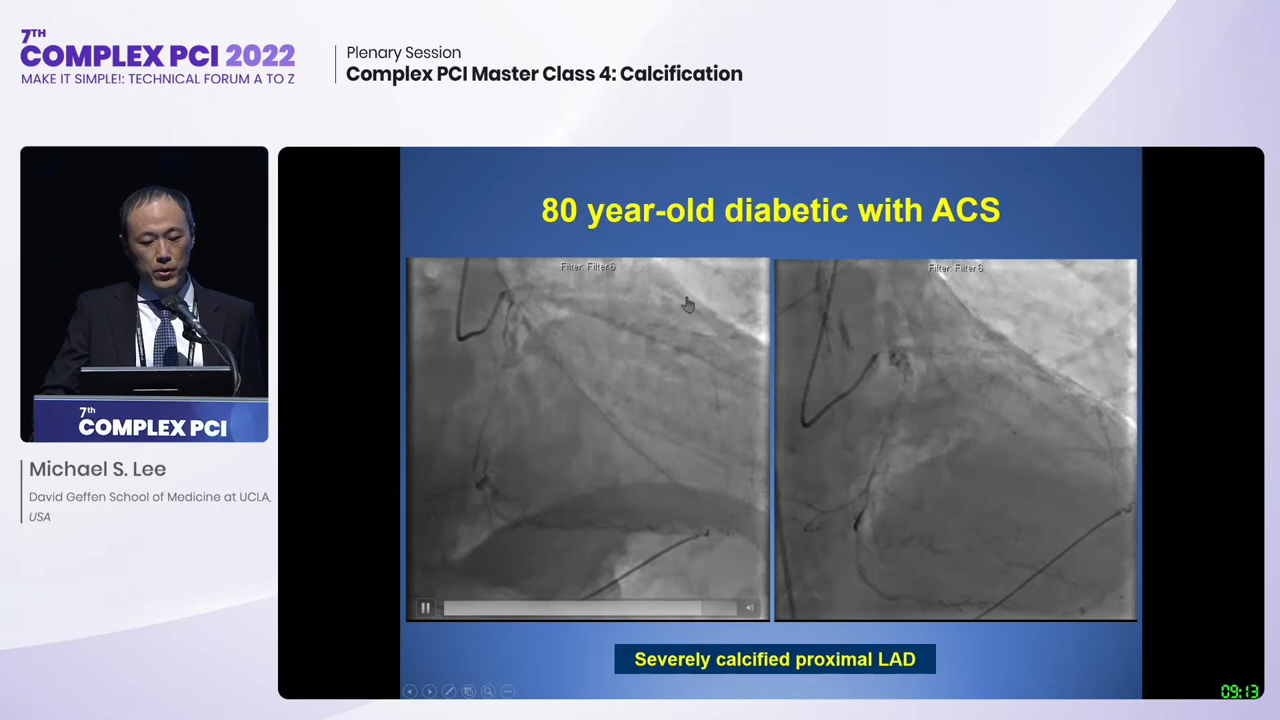 7TH
COMPLEX PCI 2022
MAKE IT SIMPLE!: TECHNICAL FORUM A TO Z
Plenary Session
Complex PCI Master Class 4: Calcification
80 year-old diabetic with ACS
Filter: Filter 6
Filter: Filter 6
7th
COMPLEX PCI
Michael S. Lee
David Geffen School of Medicine at UCLA,
USA
Severely calcified proximal LAD
09:13